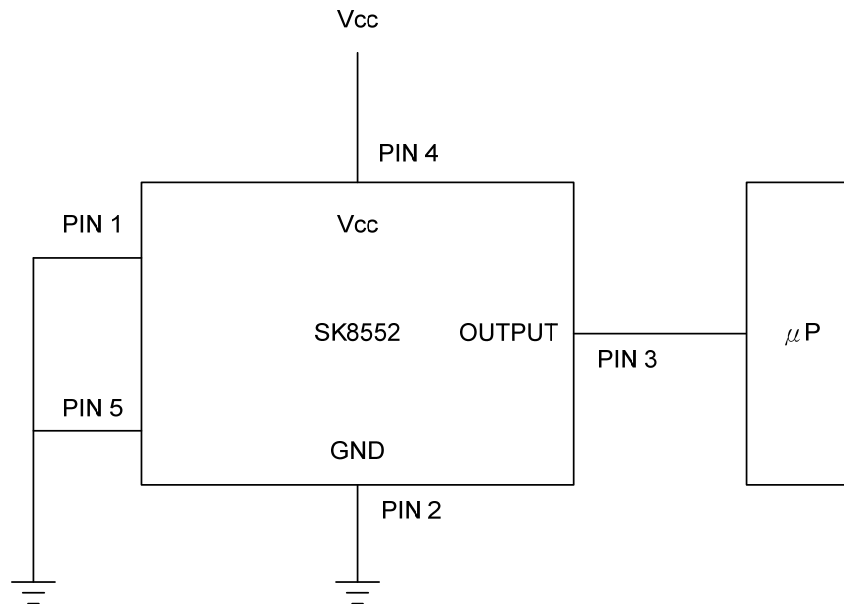 Vcc
PIN 4
PIN 1
Vcc
SK8552
OUTPUT
μP
PIN 3
PIN 5
GND
PIN 2